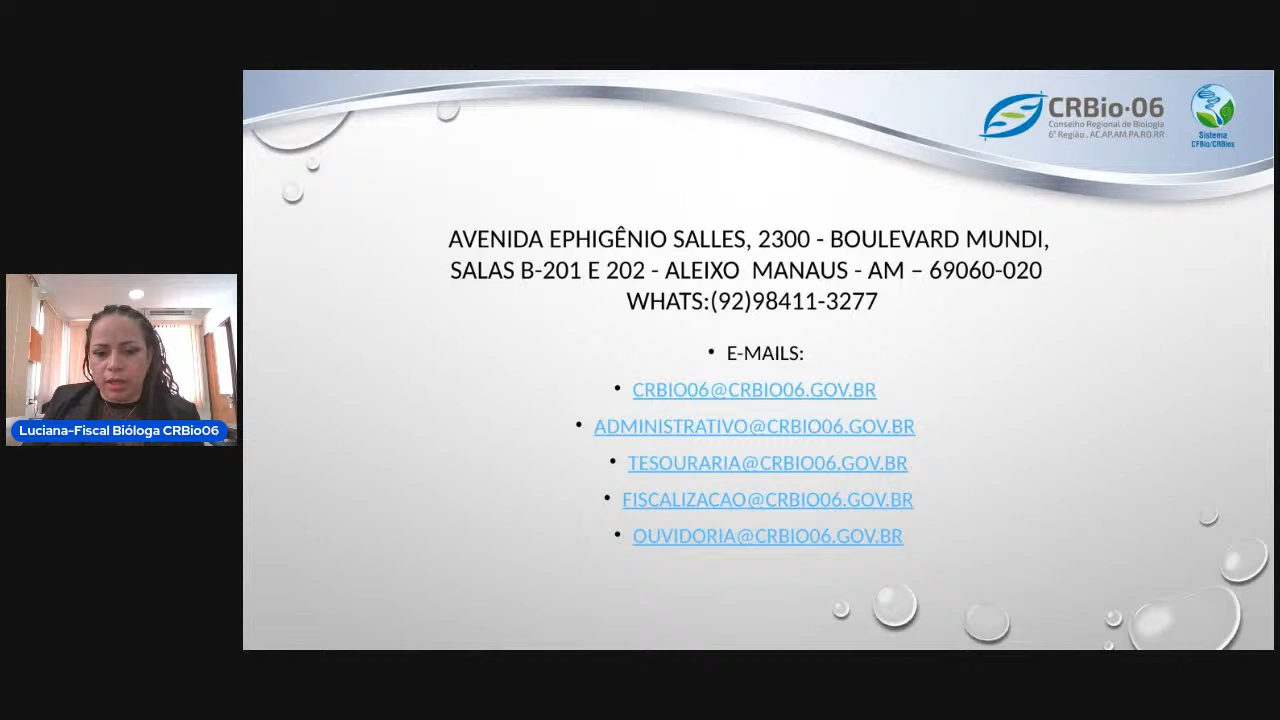 CRBio·06
Conselho Regional de Biologia
6ª Região . AC.AP.AM.PA.RO.RR
Sistema
CFBio/CRBios
AVENIDA EPHIGÊNIO SALLES, 2300 - BOULEVARD MUNDI,
SALAS B-201 E 202 - ALEIXO MANAUS - AM – 69060-020
WHATS:(92)98411-3277
• E-MAILS:
• CRBIO06@CRBIO06.GOV.BR
• ADMINISTRATIVO@CRBIO06.GOV.BR
• TESOURARIA@CRBIO06.GOV.BR
• FISCALIZACAO@CRBIO06.GOV.BR
• OUVIDORIA@CRBIO06.GOV.BR
Luciana-Fiscal Bióloga CRBio06